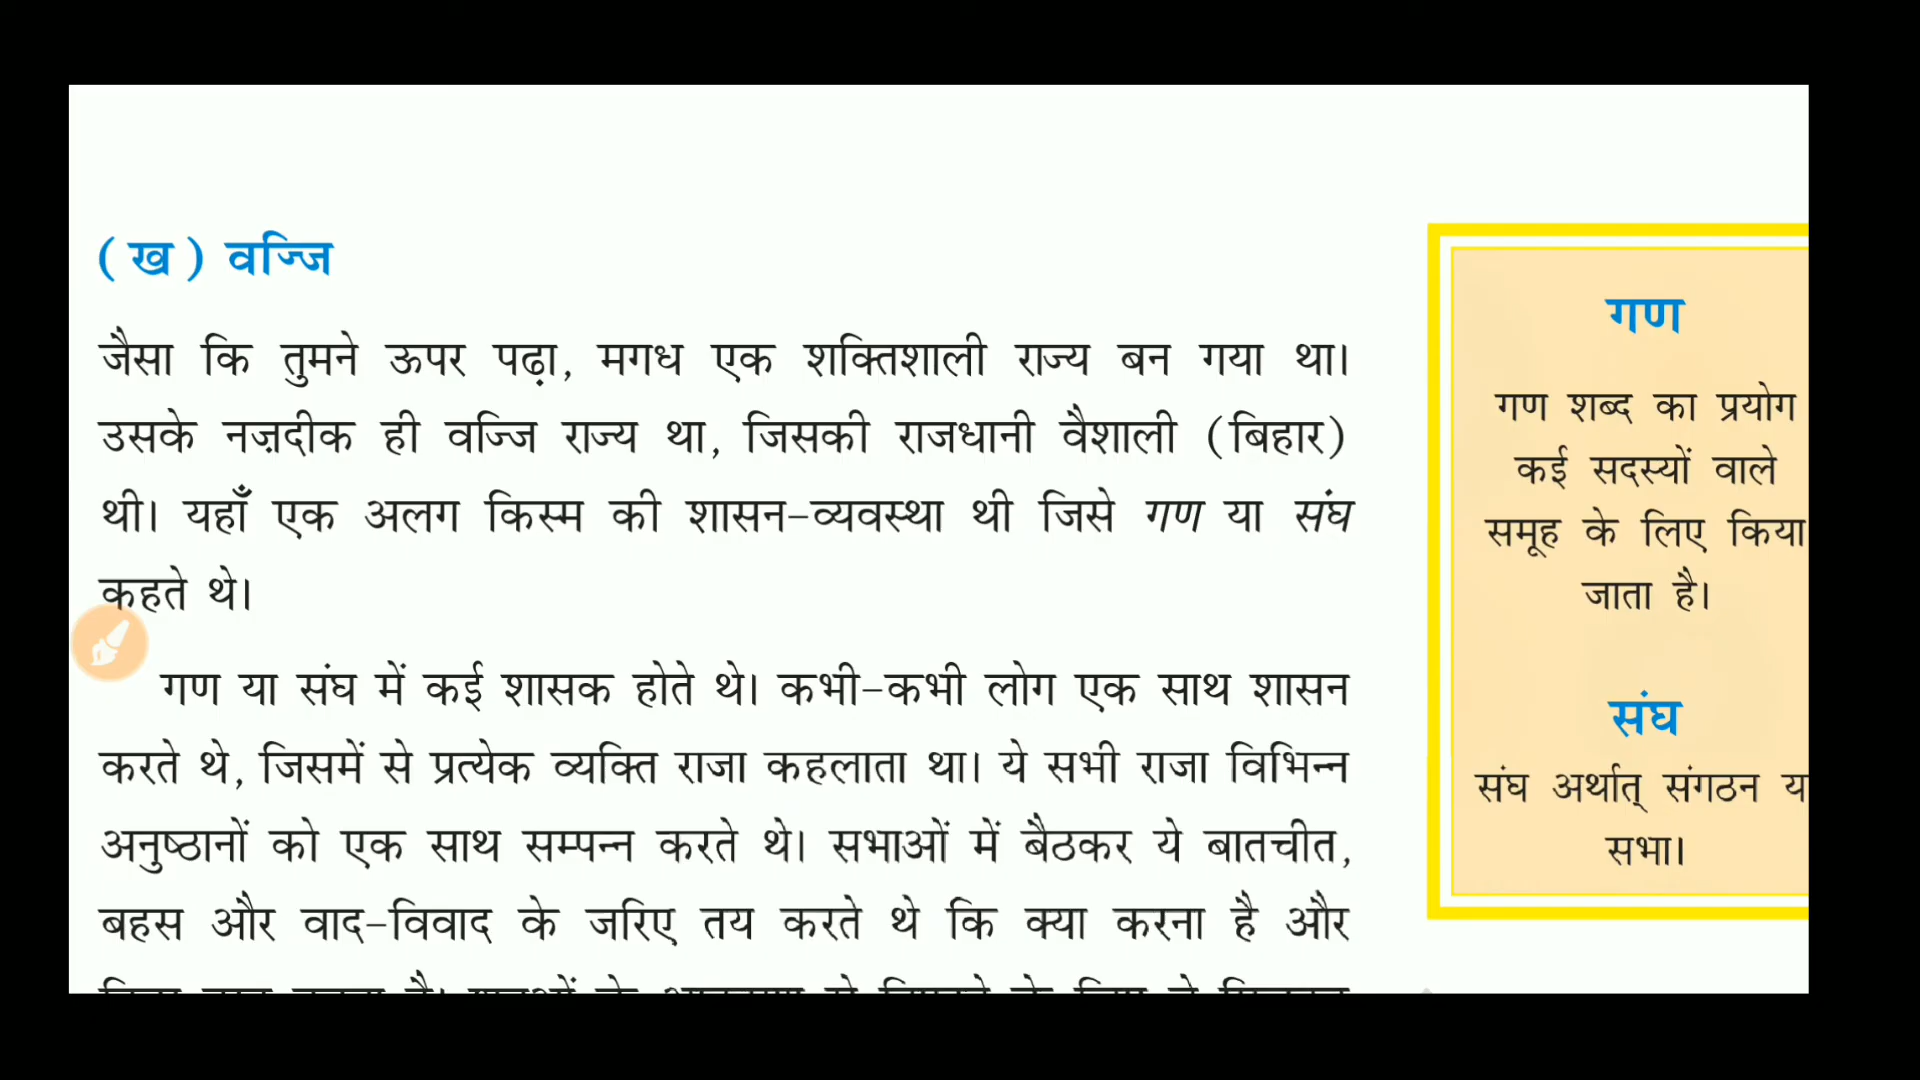 (ख) वज्जि
जैसा कि तुमने ऊपर पढ़ा, मगध एक शक्तिशाली राज्य बन गया था।
उसके नज़दीक ही वज्जि राज्य था, जिसकी राजधानी वैशाली (बिहार)
थी। यहाँ एक अलग किस्म की शासन-व्यवस्था थी जिसे गण या संघ
कहते थे।
गण या संघ में कई शासक होते थे। कभी-कभी लोग एक साथ शासन
करते थे, जिसमें से प्रत्येक व्यक्ति राजा कहलाता था। ये सभी राजा विभिन्न
अनुष्ठानों को एक साथ सम्पन्न करते थे। सभाओं में बैठकर ये बातचीत,
बहस और वाद-विवाद के जरिए तय करते थे कि क्या करना है और
गण
गण शब्द का प्रयोग
कई सदस्यों वाले
समूह के लिए किया
जाता है।
संघ
संघ अर्थात् संगठन
सभा।